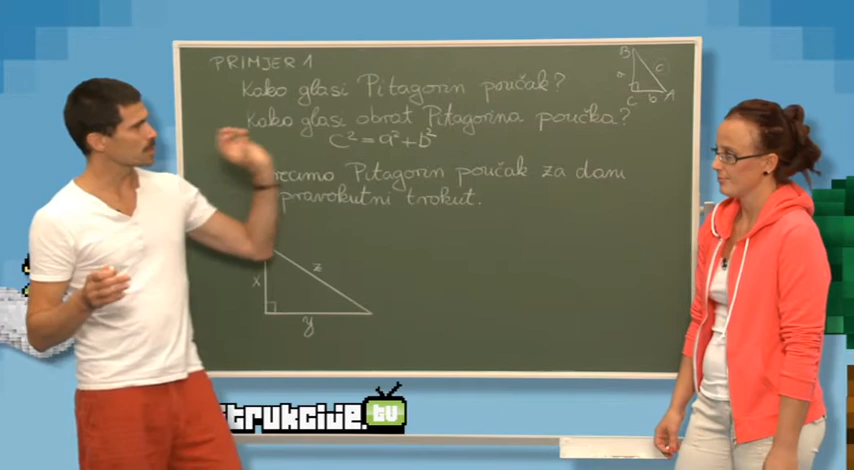 PRIMJER 1
Kako glasi Pitagorin poučak?
Kako glasi obrat Pitagorina poučka?
c² = a² + b²
Pitagorin poučak za dani
pravokutni trokut.
B
a
c
C
b
A
x
z
y
strukcije.tv